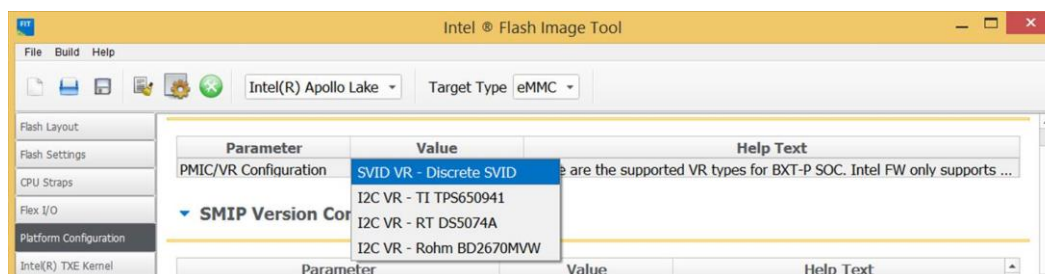 FIT
Intel ® Flash Image Tool
File Build Help
Intel(R) Apollo Lake Target Type eMMC
Flash Layout
Flash Settings
CPU Straps
Flex I/O
Platform Configuration
Intel(R) TXE Kernel
Parameter Value Help Text
PMIC/VR Configuration SVID VR - Discrete SVID e are the supported VR types for BXT-P SOC. Intel FW only supports ...
I2C VR - TI TPS650941
I2C VR - RT DS5074A
I2C VR - Rohm BD2670MVW
SMIP Version Cor
Parameter Value Help Text